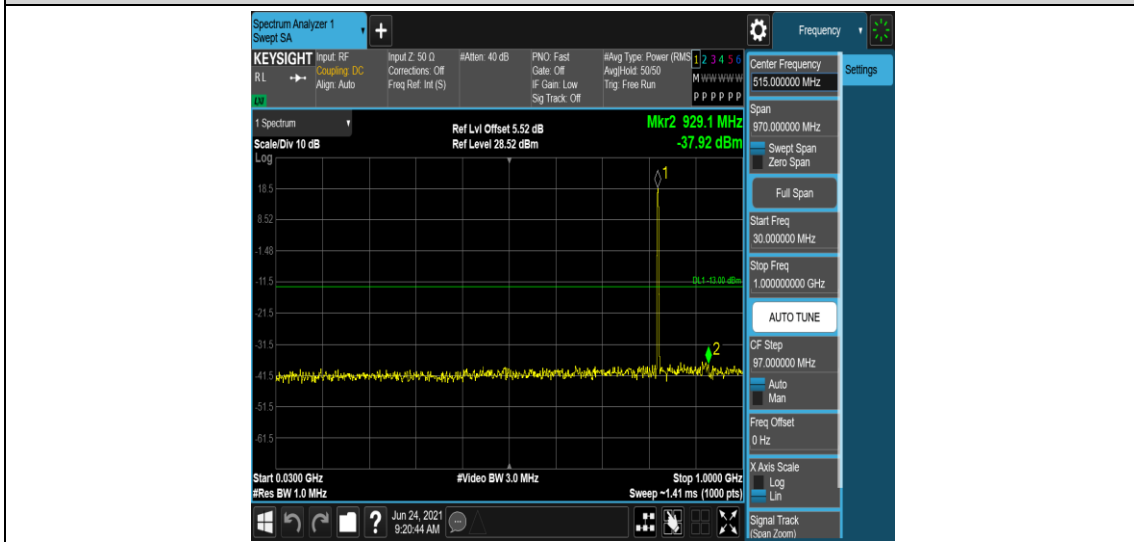 Spectrum Analyzer 1
Swept SA
+
Frequency
KEYSIGHT
RL
LXI
Input: RF
Coupling: DC
Align: Auto
Input Z: 50 Ω
Corrections: Off
Freq Ref: Int (S)
#Atten: 40 dB
PNO: Fast
Gate: Off
IF Gain: Low
Sig Track: Off
#Avg Type: Power (RMS
Avg|Hold: 50/50
Trig: Free Run
1 2 3 4 5 6
M W W W W W
P P P P P P
1 Spectrum
Scale/Div 10 dB
Ref Lvl Offset 5.52 dB
Ref Level 28.52 dBm
Mkr2 929.1 MHz
-37.92 dBm
Log
18.5
8.52
-1.48
-11.5
-21.5
-31.5
-41.5
-51.5
-61.5
1
DL1 -13.00 dBm
2
Start 0.0300 GHz
#Res BW 1.0 MHz
#Video BW 3.0 MHz
Stop 1.0000 GHz
Sweep ~1.41 ms (1000 pts)
?
Jun 24, 2021
9:20:44 AM
Center Frequency
515.000000 MHz
Settings
Span
970.000000 MHz
Swept Span
Zero Span
Full Span
Start Freq
30.000000 MHz
Stop Freq
1.000000000 GHz
AUTO TUNE
CF Step
97.000000 MHz
Auto
Man
Freq Offset
0 Hz
X Axis Scale
Log
Lin
Signal Track
(Span Zoom)